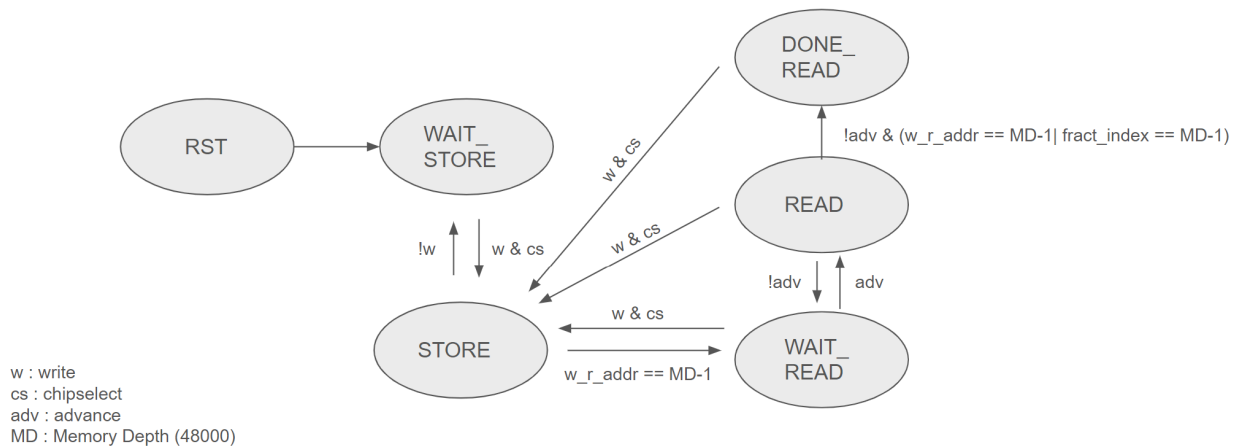 DONE_
READ
RST
WAIT_
STORE
!adv & (w_r_addr == MD-1| fract_index == MD-1)
w & cs
READ
w & cs
!w
w & cs
!adv
adv
w & cs
STORE
WAIT_
READ
w_r_addr == MD-1
w : write
cs : chipselect
adv : advance
MD : Memory Depth (48000)